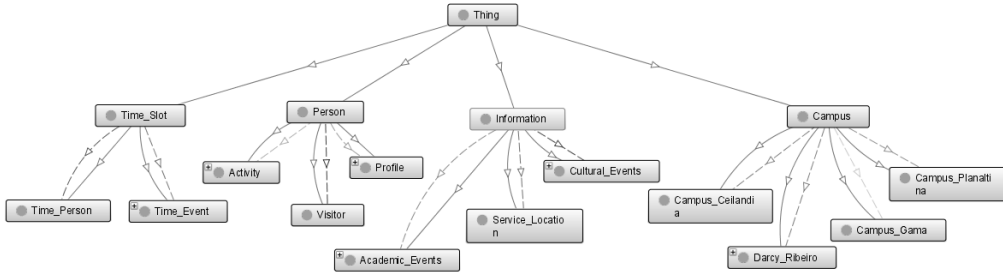 Thing
Time_Slot
Person
Information
Campus
Activity
Profile
Cultural_Events
Campus_Planalti
na
Time_Person
Time_Event
Visitor
Service_Locatio
n
Campus_Ceilandi
a
Campus_Gama
Academic_Events
Darcy_Ribeiro